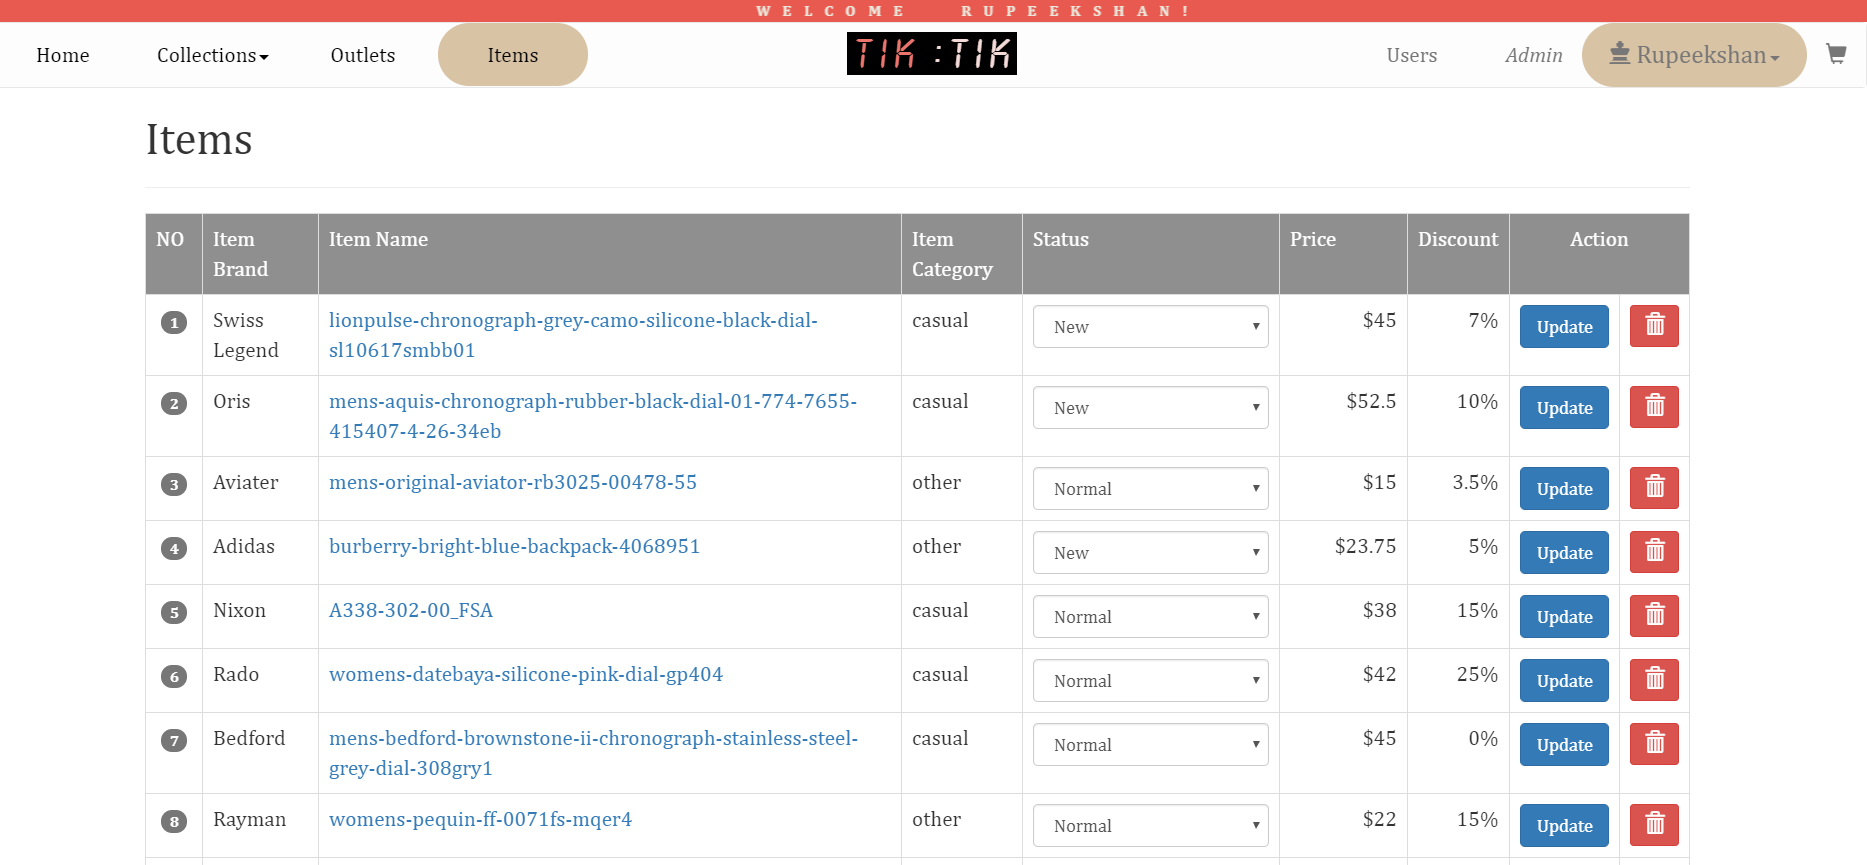 WELCOME RUPEEKSHAN!
Home Collections Outlets Items TIK:TIK Users Admin Rupeekshan
Items
NO Item Brand Item Name Item Category Status Price Discount Action
1 Swiss Legend lionpulse-chronograph-grey-camo-silicone-black-dial-sl10617smbb01 casual New $45 7% Update
2 Oris mens-aquis-chronograph-rubber-black-dial-01-774-7655-415407-4-26-34eb casual New $52.5 10% Update
3 Aviater mens-original-aviator-rb3025-00478-55 other Normal $15 3.5% Update
4 Adidas burberry-bright-blue-backpack-4068951 other New $23.75 5% Update
5 Nixon A338-302-00_FSA casual Normal $38 15% Update
6 Rado womens-datebaya-silicone-pink-dial-gp404 casual Normal $42 25% Update
7 Bedford mens-bedford-brownstone-ii-chronograph-stainless-steel-grey-dial-308gry1 casual Normal $45 0% Update
8 Rayman womens-pequin-ff-0071fs-mqer4 other Normal $22 15% Update